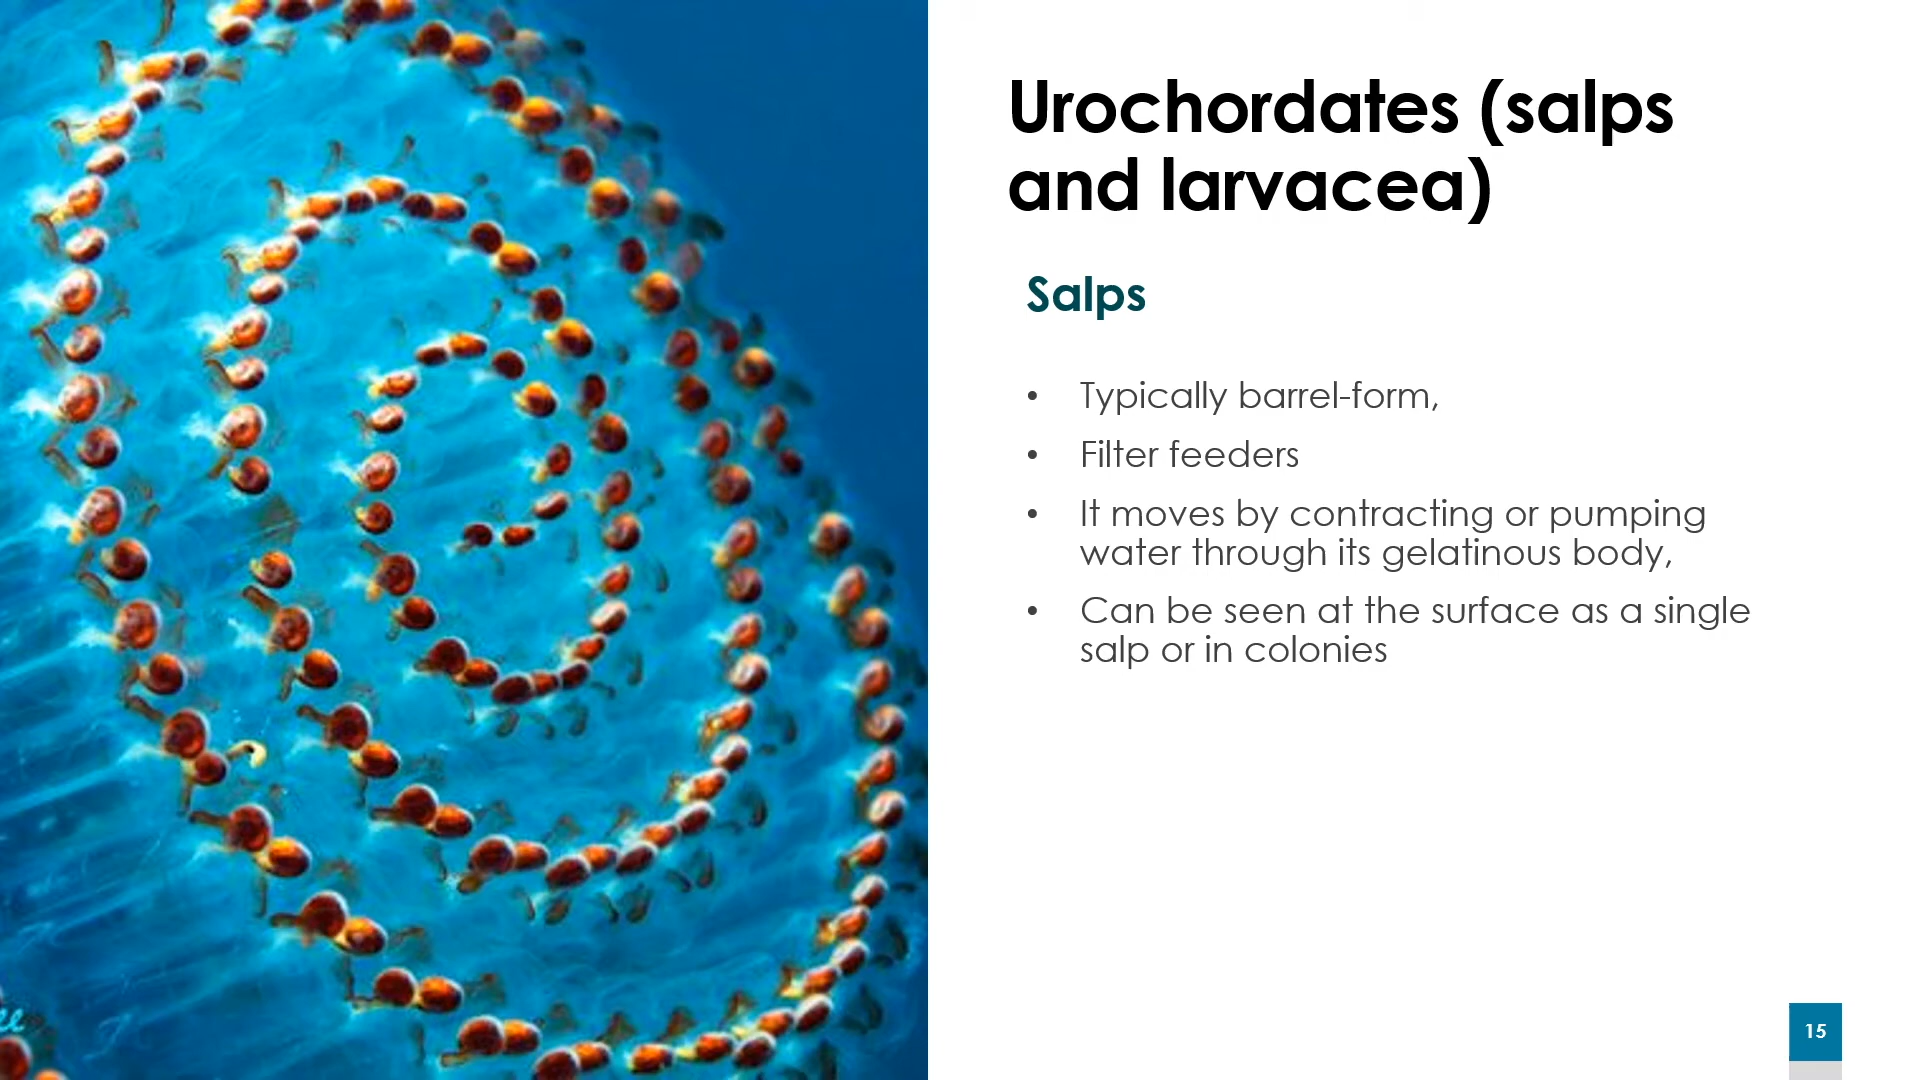 Urochordates (salps
and larvacea)
Salps
• Typically barrel-form,
• Filter feeders
• It moves by contracting or pumping
water through its gelatinous body,
• Can be seen at the surface as a single
salp or in colonies
15